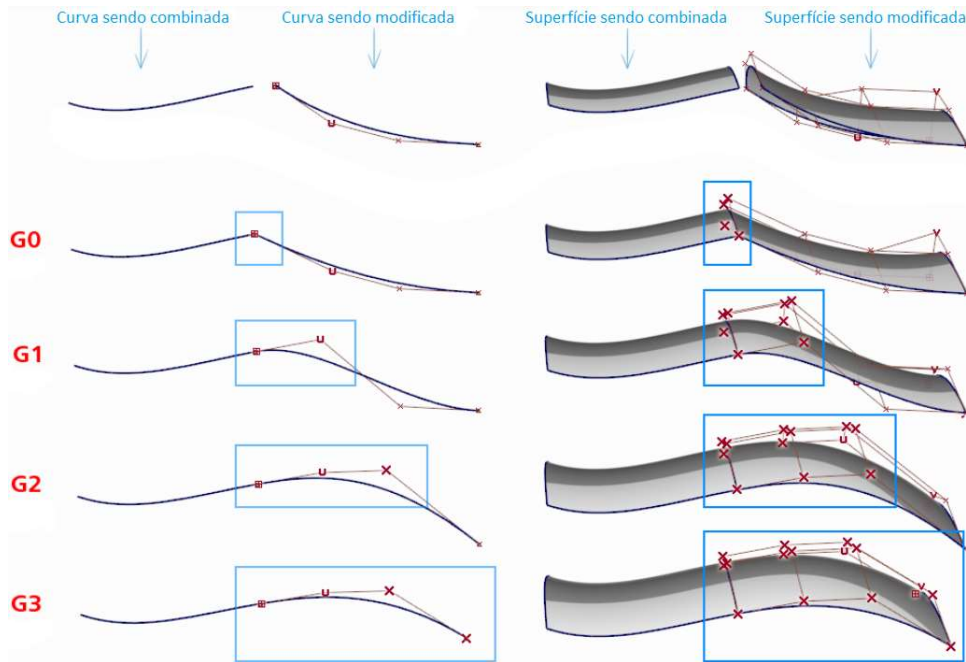 Curva sendo combinada
Curva sendo modificada
Superfície sendo combinada
Superfície sendo modificada
U
V
U
G0
U
V
G1
U
V
U
G2
U
U
V
G3
U
U
V